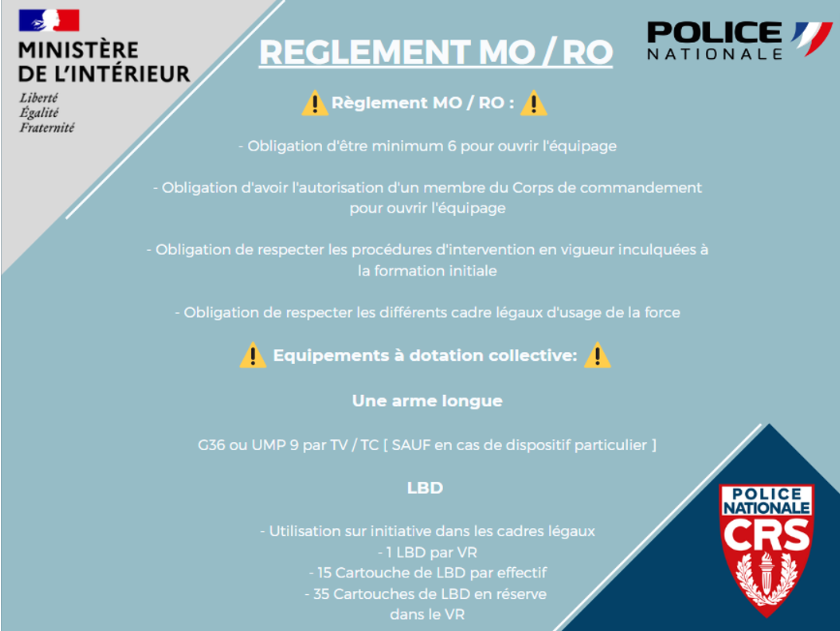 MINISTÈRE
DE L'INTÉRIEUR
Liberté
Égalité
Fraternité
REGLEMENT MO / RO
POLICE
NATIONALE
Règlement MO / RO :
- Obligation d'être minimum 6 pour ouvrir l'équipage
- Obligation d'avoir l'autorisation d'un membre du Corps de commandement
pour ouvrir l'équipage
- Obligation de respecter les procédures d'intervention en vigueur inculquées à
la formation initiale
- Obligation de respecter les différents cadre légaux d'usage de la force
Equipements à dotation collective:
Une arme longue
G36 ou UMP 9 par TV / TC [ SAUF en cas de dispositif particulier ]
LBD
- Utilisation sur initiative dans les cadres légaux
- 1 LBD par VR
- 15 Cartouche de LBD par effectif
- 35 Cartouches de LBD en réserve
dans le VR
POLICE
NATIONALE
CRS